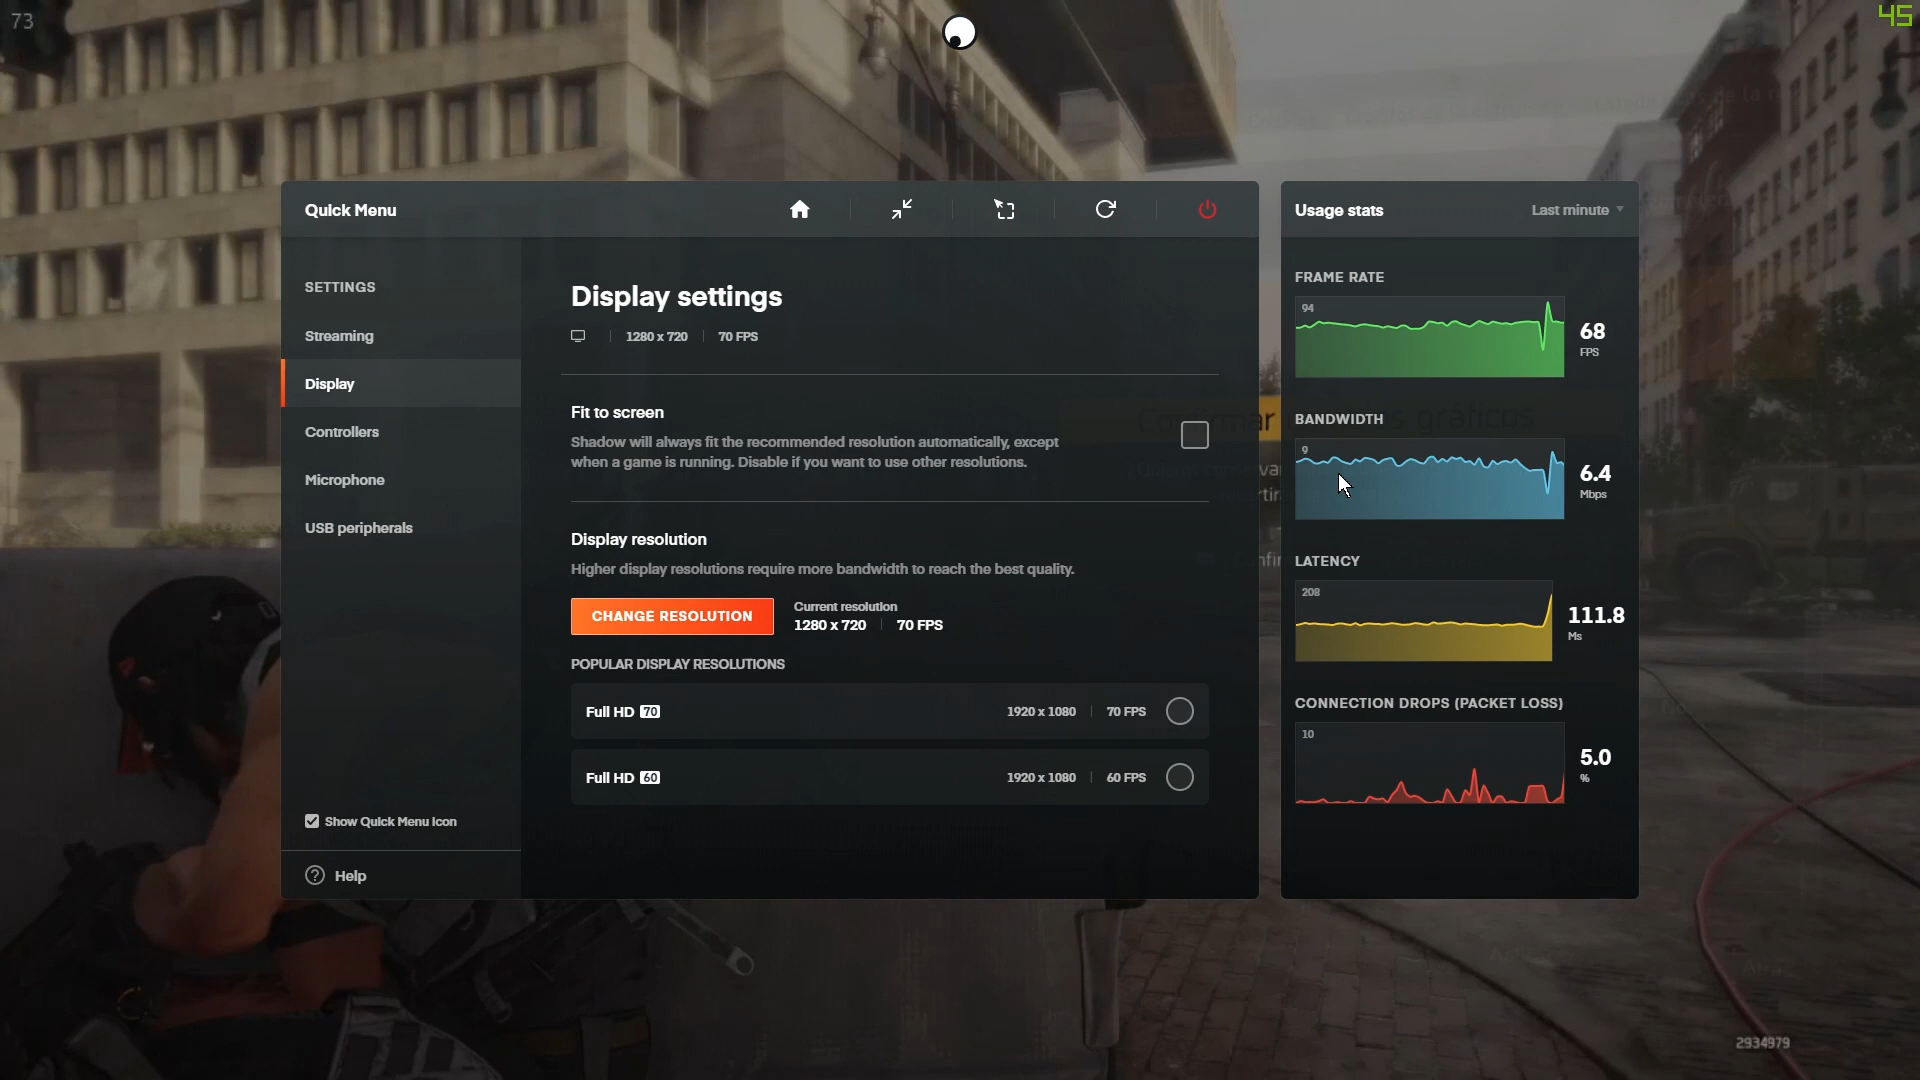 73
45
Quick Menu
SETTINGS
Streaming
Display
Controllers
Microphone
USB peripherals
Show Quick Menu Icon
Help
Display settings
1280 x 720 | 70 FPS
Fit to screen
Shadow will always fit the recommended resolution automatically, except
when a game is running. Disable if you want to use other resolutions.
Display resolution
Higher display resolutions require more bandwidth to reach the best quality.
CHANGE RESOLUTION
Current resolution
1280 x 720 | 70 FPS
POPULAR DISPLAY RESOLUTIONS
Full HD 70 1920 x 1080 | 70 FPS
Full HD 60 1920 x 1080 | 60 FPS
Usage stats
Last minute
FRAME RATE
94
68
FPS
Confirmar gráficos
BANDWIDTH
9
6.4
Mbps
LATENCY
208
111.8
Ms
CONNECTION DROPS (PACKET LOSS)
10
5.0
%
2934979